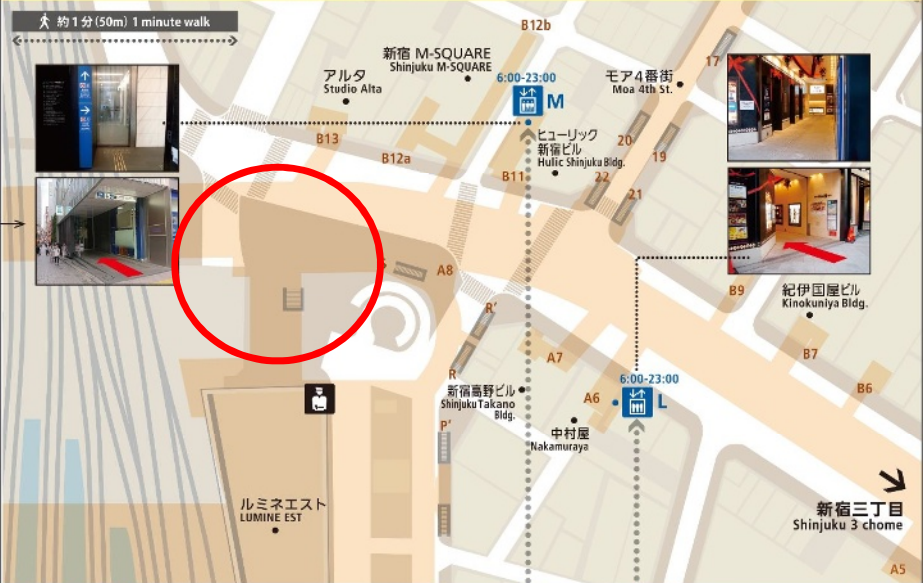 約1分(50m) 1 minute walk
B12b
新宿 M-SQUARE
Shinjuku M-SQUARE
アルタ
Studio Alta
6:00-23:00
M
モア4番街
Moa 4th St.
17
B13
B12a
ヒューリック
新宿ビル
Hulic Shinjuku Bldg.
B11
20
19
22
21
A8
B9
紀伊国屋ビル
Kinokuniya Bldg.
R'
B7
A7
R
6:00-23:00
L
B6
新宿高野ビル
Shinjuku Takano
Bldg.
A6
P'
中村屋
Nakamuraya
ルミネエスト
LUMINE EST
新宿三丁目
Shinjuku 3 chome
A5